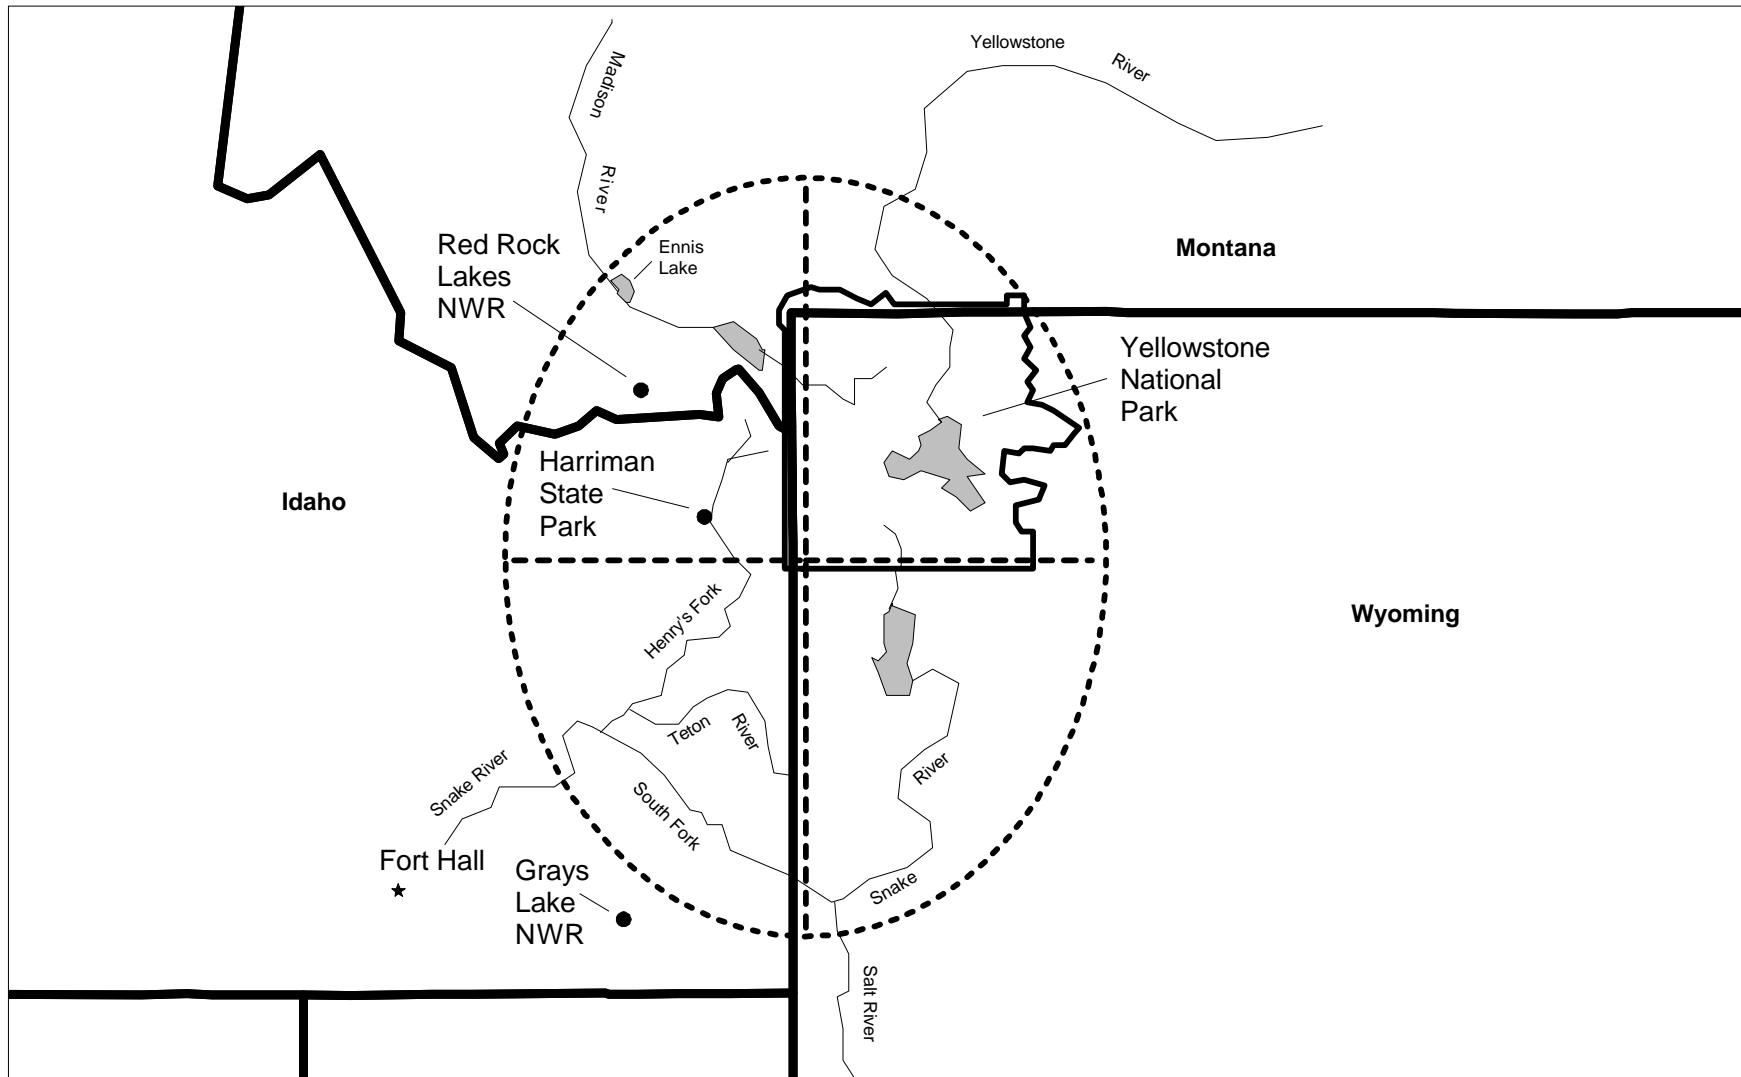 Yellowstone
River
Madison
River
Red Rock
Lakes
NWR
Ennis
Lake
Montana
Yellowstone
National
Park
Harriman
State
Park
Idaho
Wyoming
Henry's Fork
Teton
River
Snake River
South Fork
River
Snake
Fort Hall
Grays
Lake
NWR
Salt River